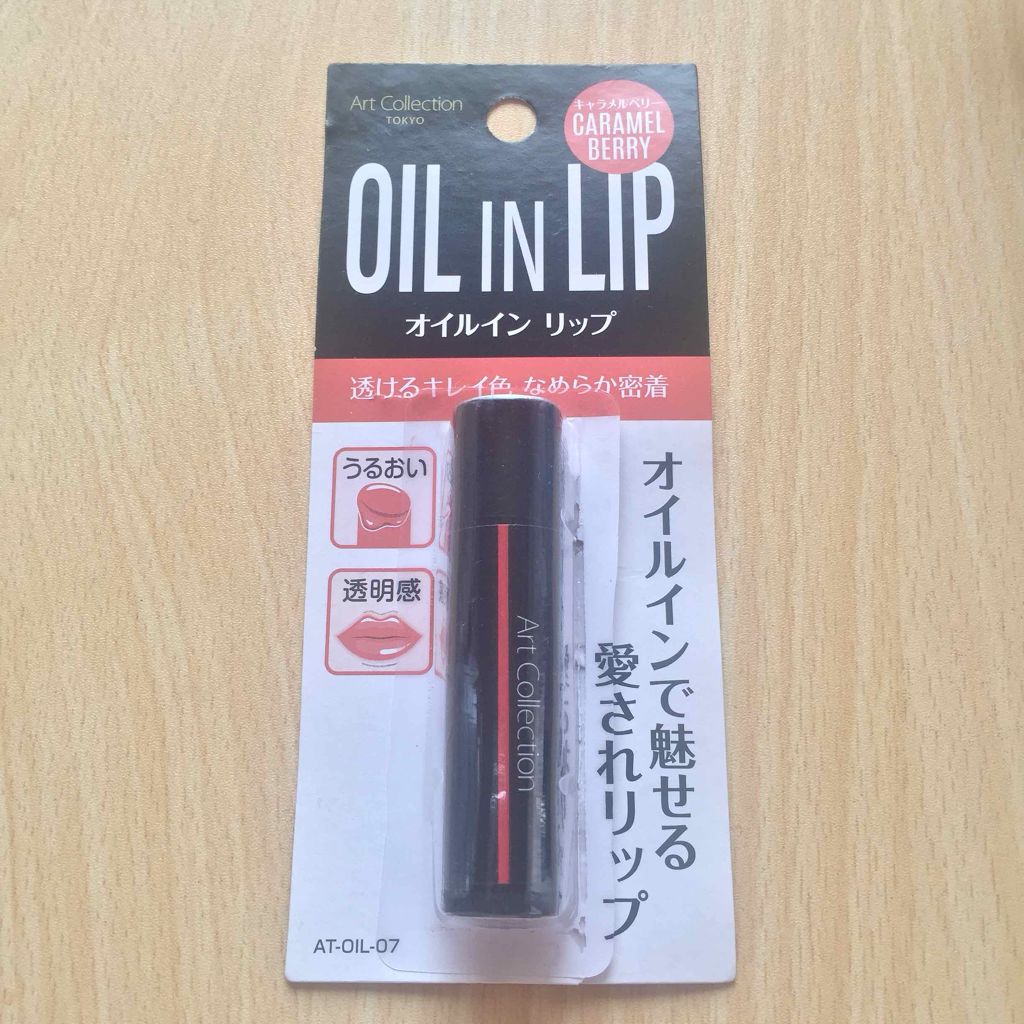 Art Collection
TOKYO
キャラメルベリー
CARAMEL
BERRY
OIL IN LIP
オイルイン リップ
透けるキレイ色 なめらか密着
うるおい
透明感
オイルインで魅せる
愛されリップ
Art Collection
AT-OIL-07